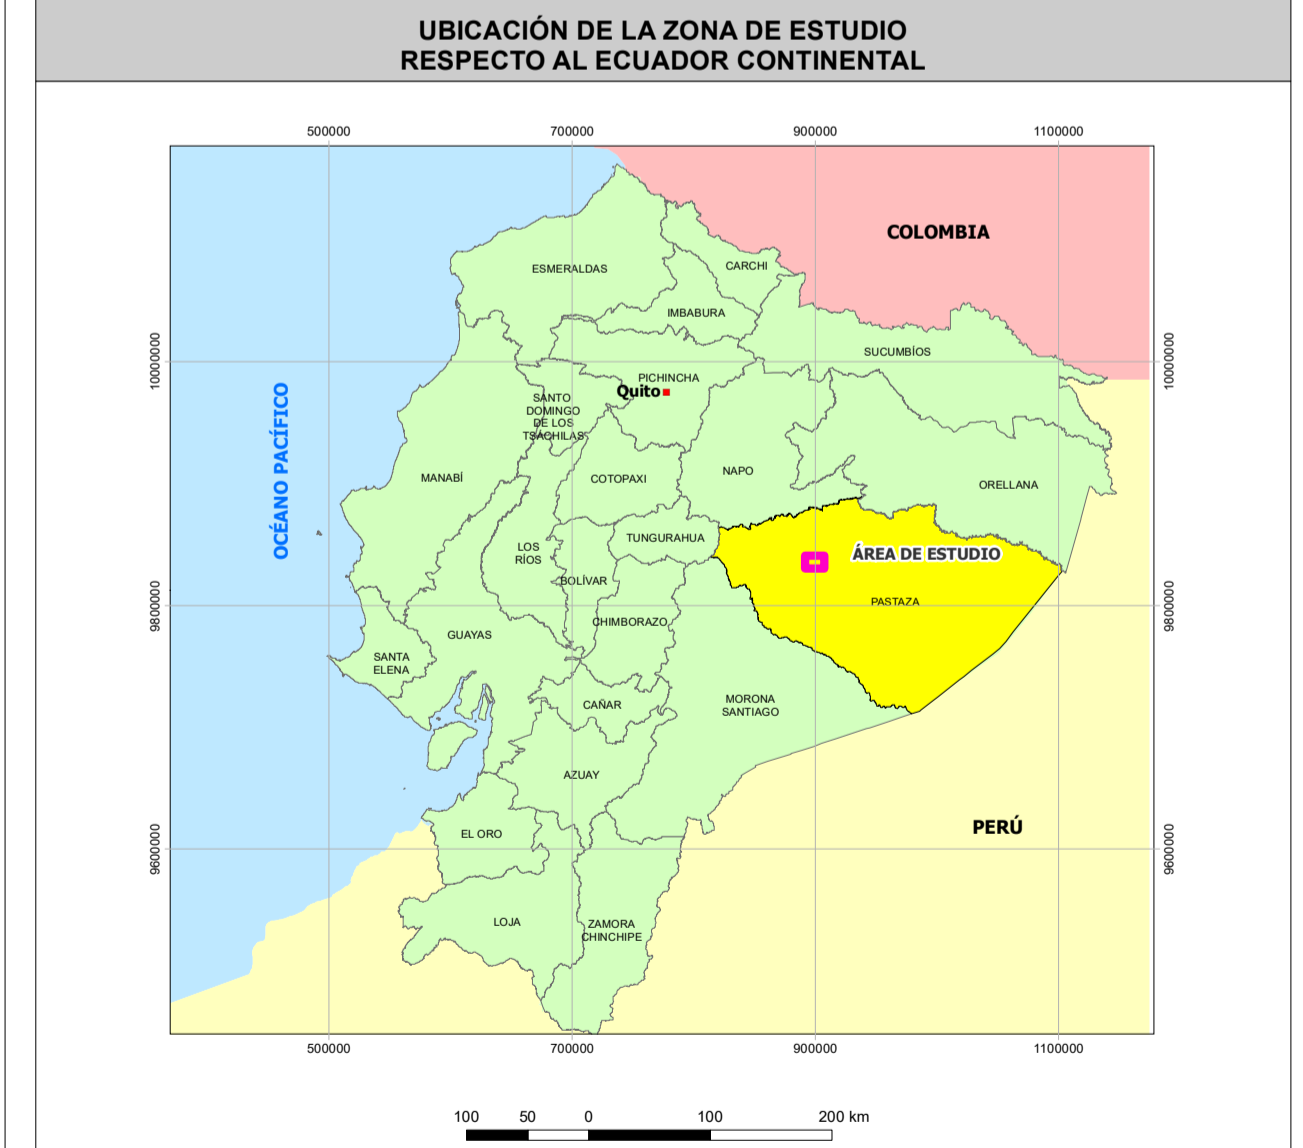 UBICACIÓN DE LA ZONA DE ESTUDIO
RESPECTO AL ECUADOR CONTINENTAL
500000
700000
900000
1100000
COLOMBIA
ESMERALDAS
CARCHI
IMBABURA
SUCUMBÍOS
10000000
10000000
PICHINCHA
Quito
SANTO
DOMINGO
DE LOS
TSÁCHILAS
OCÉANO PACÍFICO
MANABÍ
COTOPAXI
NAPO
ORELLANA
TUNGURAHUA
LOS
RÍOS
ÁREA DE ESTUDIO
BOLÍVAR
PASTAZA
9800000
9800000
CHIMBORAZO
GUAYAS
SANTA
ELENA
MORONA
SANTIAGO
CAÑAR
AZUAY
PERÚ
EL ORO
9600000
9600000
LOJA
ZAMORA
CHINCHIPE
500000
700000
900000
1100000
100
50
0
100
200 km